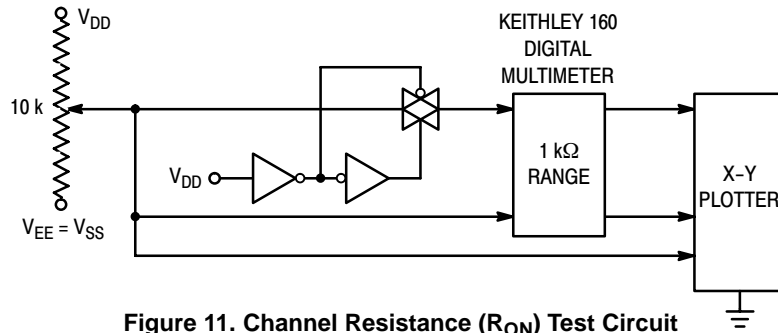 V_DD
10 k
V_EE = V_SS
V_DD
KEITHLEY 160
DIGITAL
MULTIMETER
1 kΩ
RANGE
X−Y
PLOTTER
Figure 11. Channel Resistance (R_ON) Test Circuit